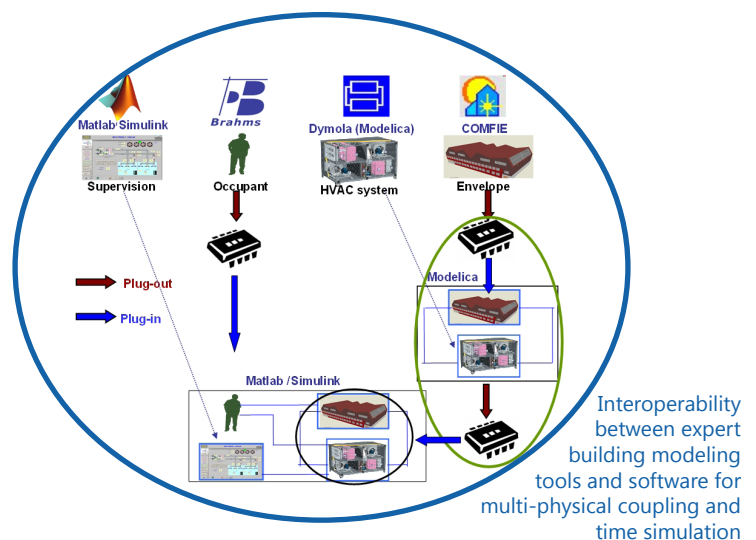 Brahms
Matlab/Simulink
Dymola (Modelica)
COMFIE
Supervision
Occupant
HVAC system
Envelope
Modelica
Plug-out
Plug-in
Matlab /Simulink
Interoperability
between expert
building modeling
tools and software for
multi-physical coupling and
time simulation